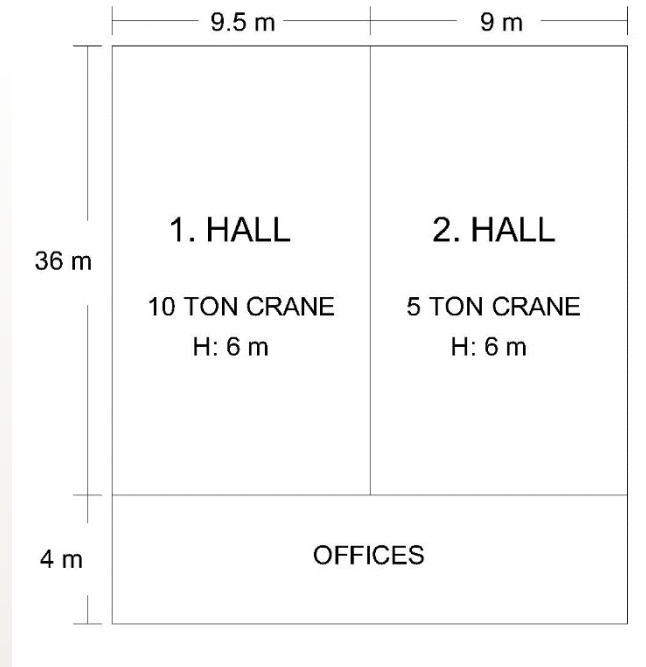 9.5 m
9 m
36 m
1. HALL
10 TON CRANE
H: 6 m
2. HALL
5 TON CRANE
H: 6 m
4 m
OFFICES